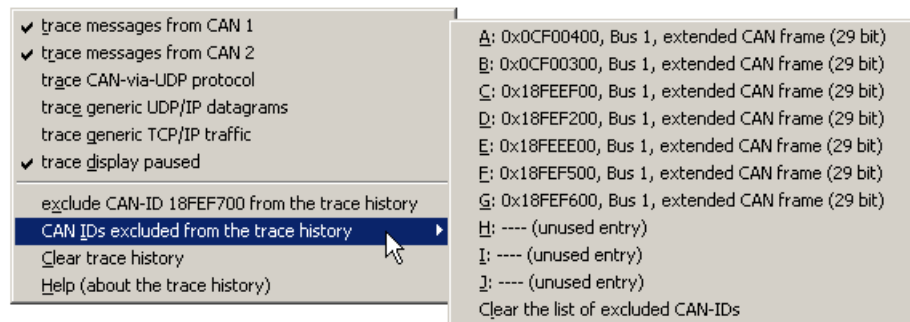 trace messages from CAN 1
trace messages from CAN 2
trace CAN-via-UDP protocol
trace generic UDP/IP datagrams
trace generic TCP/IP traffic
trace display paused
exclude CAN-ID 18FEF700 from the trace history
CAN IDs excluded from the trace history
Clear trace history
Help (about the trace history)
A: 0x0CF00400, Bus 1, extended CAN frame (29 bit)
B: 0x0CF00300, Bus 1, extended CAN frame (29 bit)
C: 0x18FEEF00, Bus 1, extended CAN frame (29 bit)
D: 0x18FEF200, Bus 1, extended CAN frame (29 bit)
E: 0x18FEEE00, Bus 1, extended CAN frame (29 bit)
F: 0x18FEF500, Bus 1, extended CAN frame (29 bit)
G: 0x18FEF600, Bus 1, extended CAN frame (29 bit)
H: ---- (unused entry)
I: ---- (unused entry)
J: ---- (unused entry)
Clear the list of excluded CAN-IDs